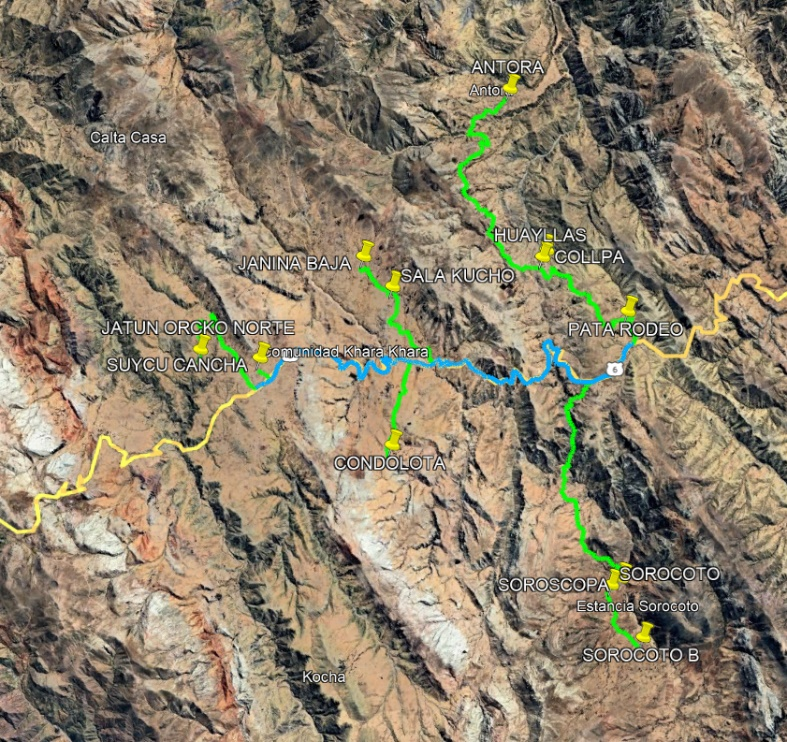 ANTORA
Antor
Calta Casa
HUAYLLAS
COLLPA
JANINA BAJA
SALA KUCHO
JATUN ORCKO NORTE
PATA RODEO
SUYCU CANCHA
omunidad Khara Khara
6
CONDOLOTA
SOROCOTO
SOROSCOPA
Estancia Sorocoto
SOROCOTO B
Kocha